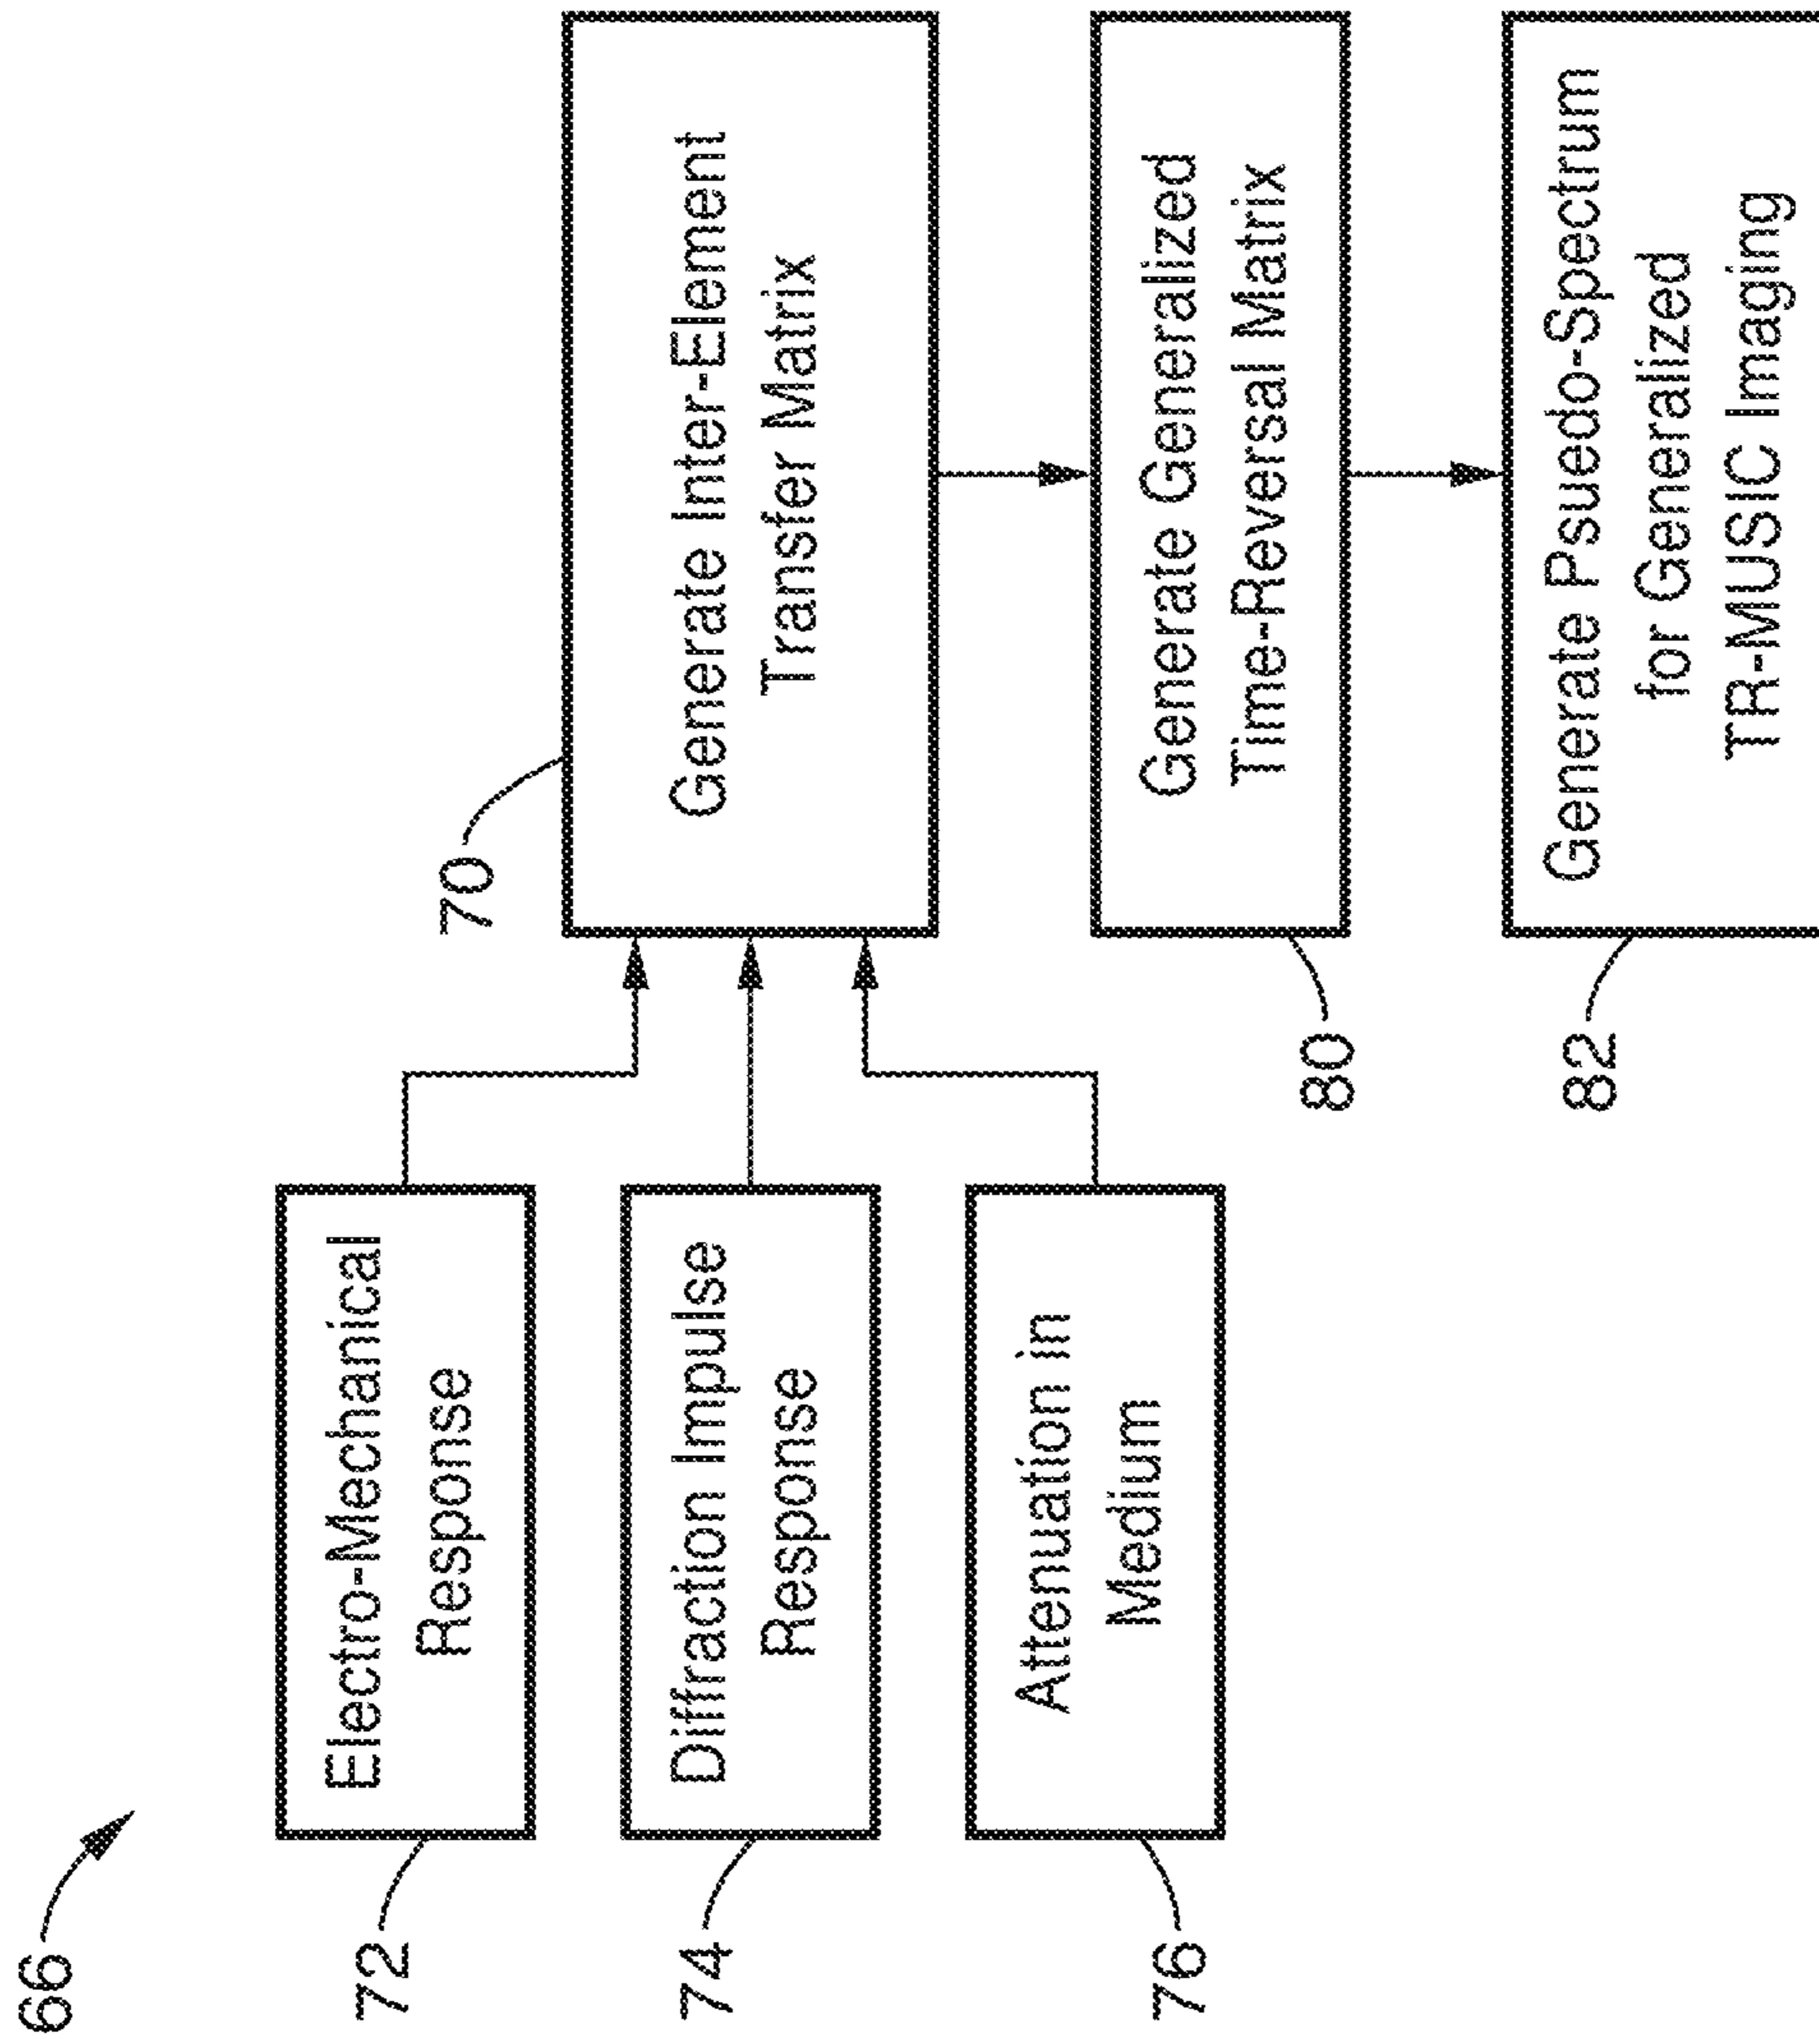 66
72
Electro-Mechanical
Response
74
Diffraction Impulse
Response
76
Attenuation in
Medium
70
Generate Inter-Element
Transfer Matrix
80
Generate Generalized
Time-Reversal Matrix
82
Generate Psuedo-Spectrum
for Generalized
TR-MUSIC Imaging